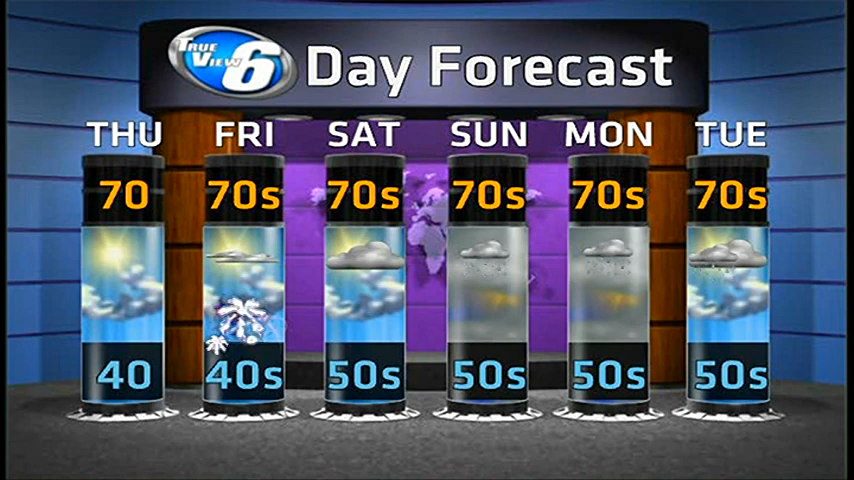 TRUE VIEW 6 Day Forecast
THU FRI SAT SUN MON TUE
70 70s 70s 70s 70s 70s
40 40s 50s 50s 50s 50s